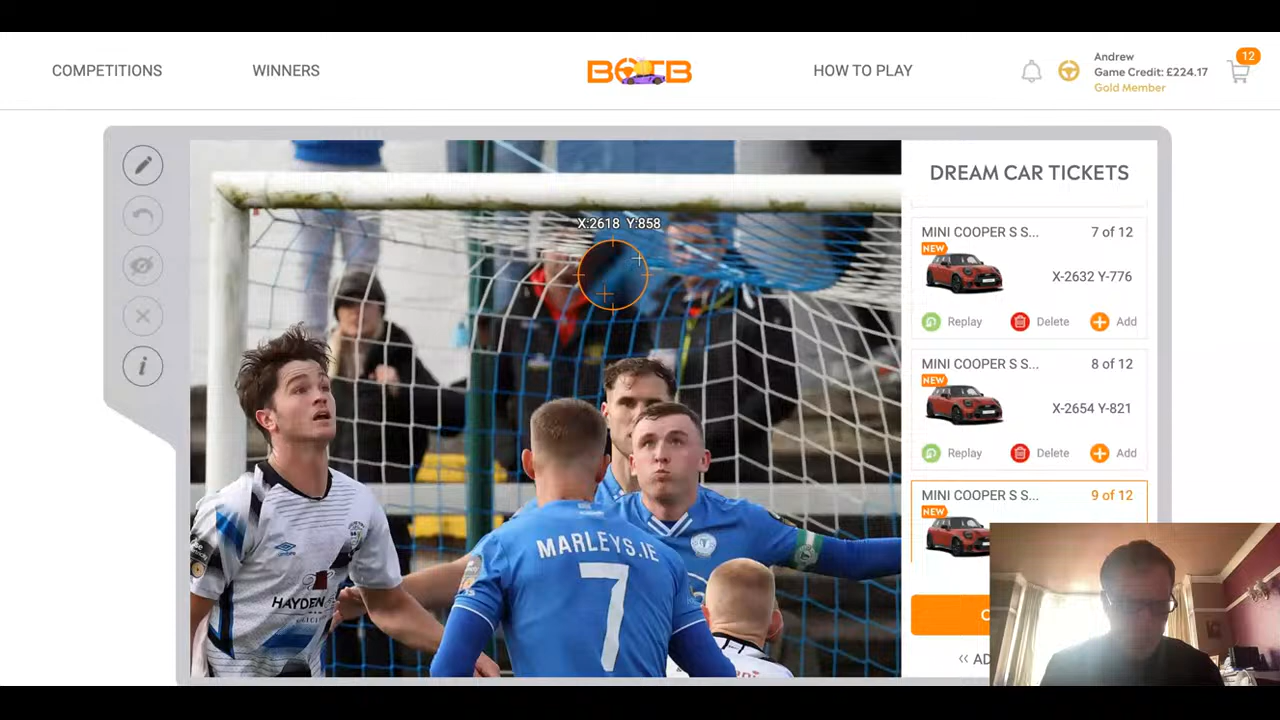 COMPETITIONS
WINNERS
BOTB
HOW TO PLAY
Andrew
Game Credit: £224.17
Gold Member
12
X:2618 Y:858
DREAM CAR TICKETS
MINI COOPER S S... 7 of 12
NEW
X-2632 Y-776
Replay Delete Add
MINI COOPER S S... 8 of 12
NEW
X-2654 Y-821
Replay Delete Add
MINI COOPER S S... 9 of 12
NEW
<< AD
MARLEYS.IE
7
HAYDEN
umbro